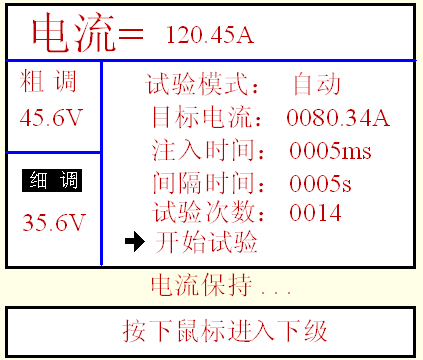 电流= 120.45A
粗 调
45.6V
细 调
35.6V
试验模式: 自动
目标电流: 0080.34A
注入时间: 0005ms
间隔时间: 0005s
试验次数: 0014
开始试验
电流保持 . . .
按下鼠标进入下级